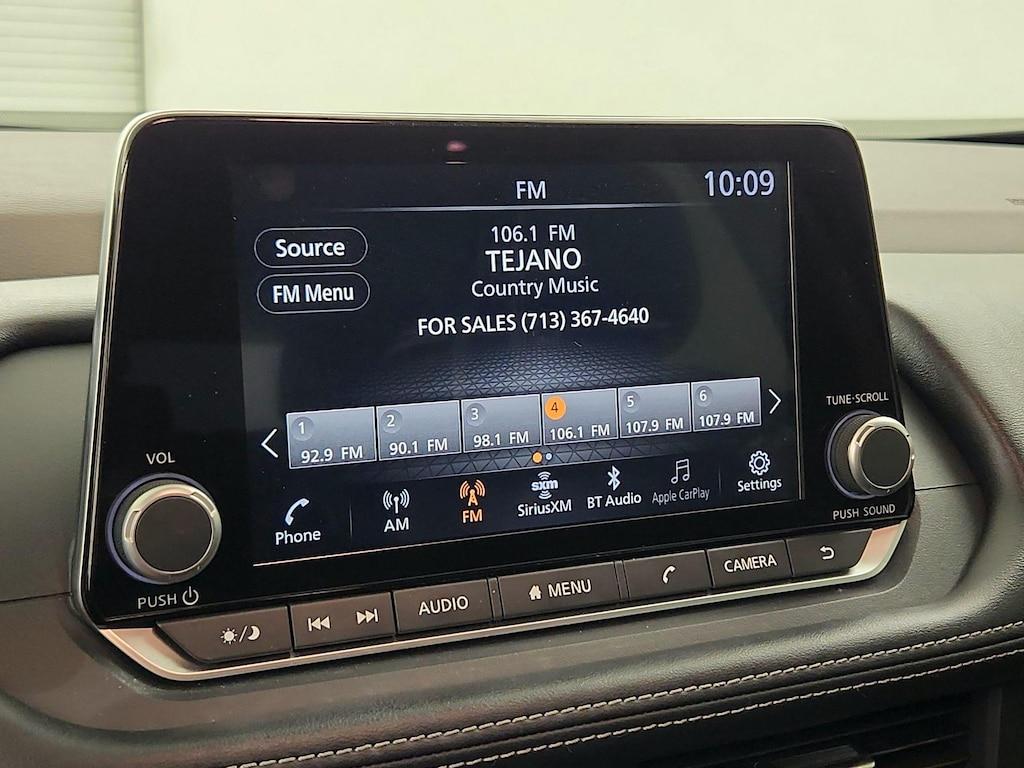 FM
10:09
Source
FM Menu
106.1 FM
TEJANO
Country Music
FOR SALES (713) 367-4640
1
92.9 FM
2
90.1 FM
3
98.1 FM
4
106.1 FM
5
107.9 FM
6
107.9 FM
Phone
AM
FM
sxm
SiriusXM
BT Audio
Apple CarPlay
Settings
VOL
PUSH
TUNE·SCROLL
PUSH SOUND
AUDIO
MENU
CAMERA